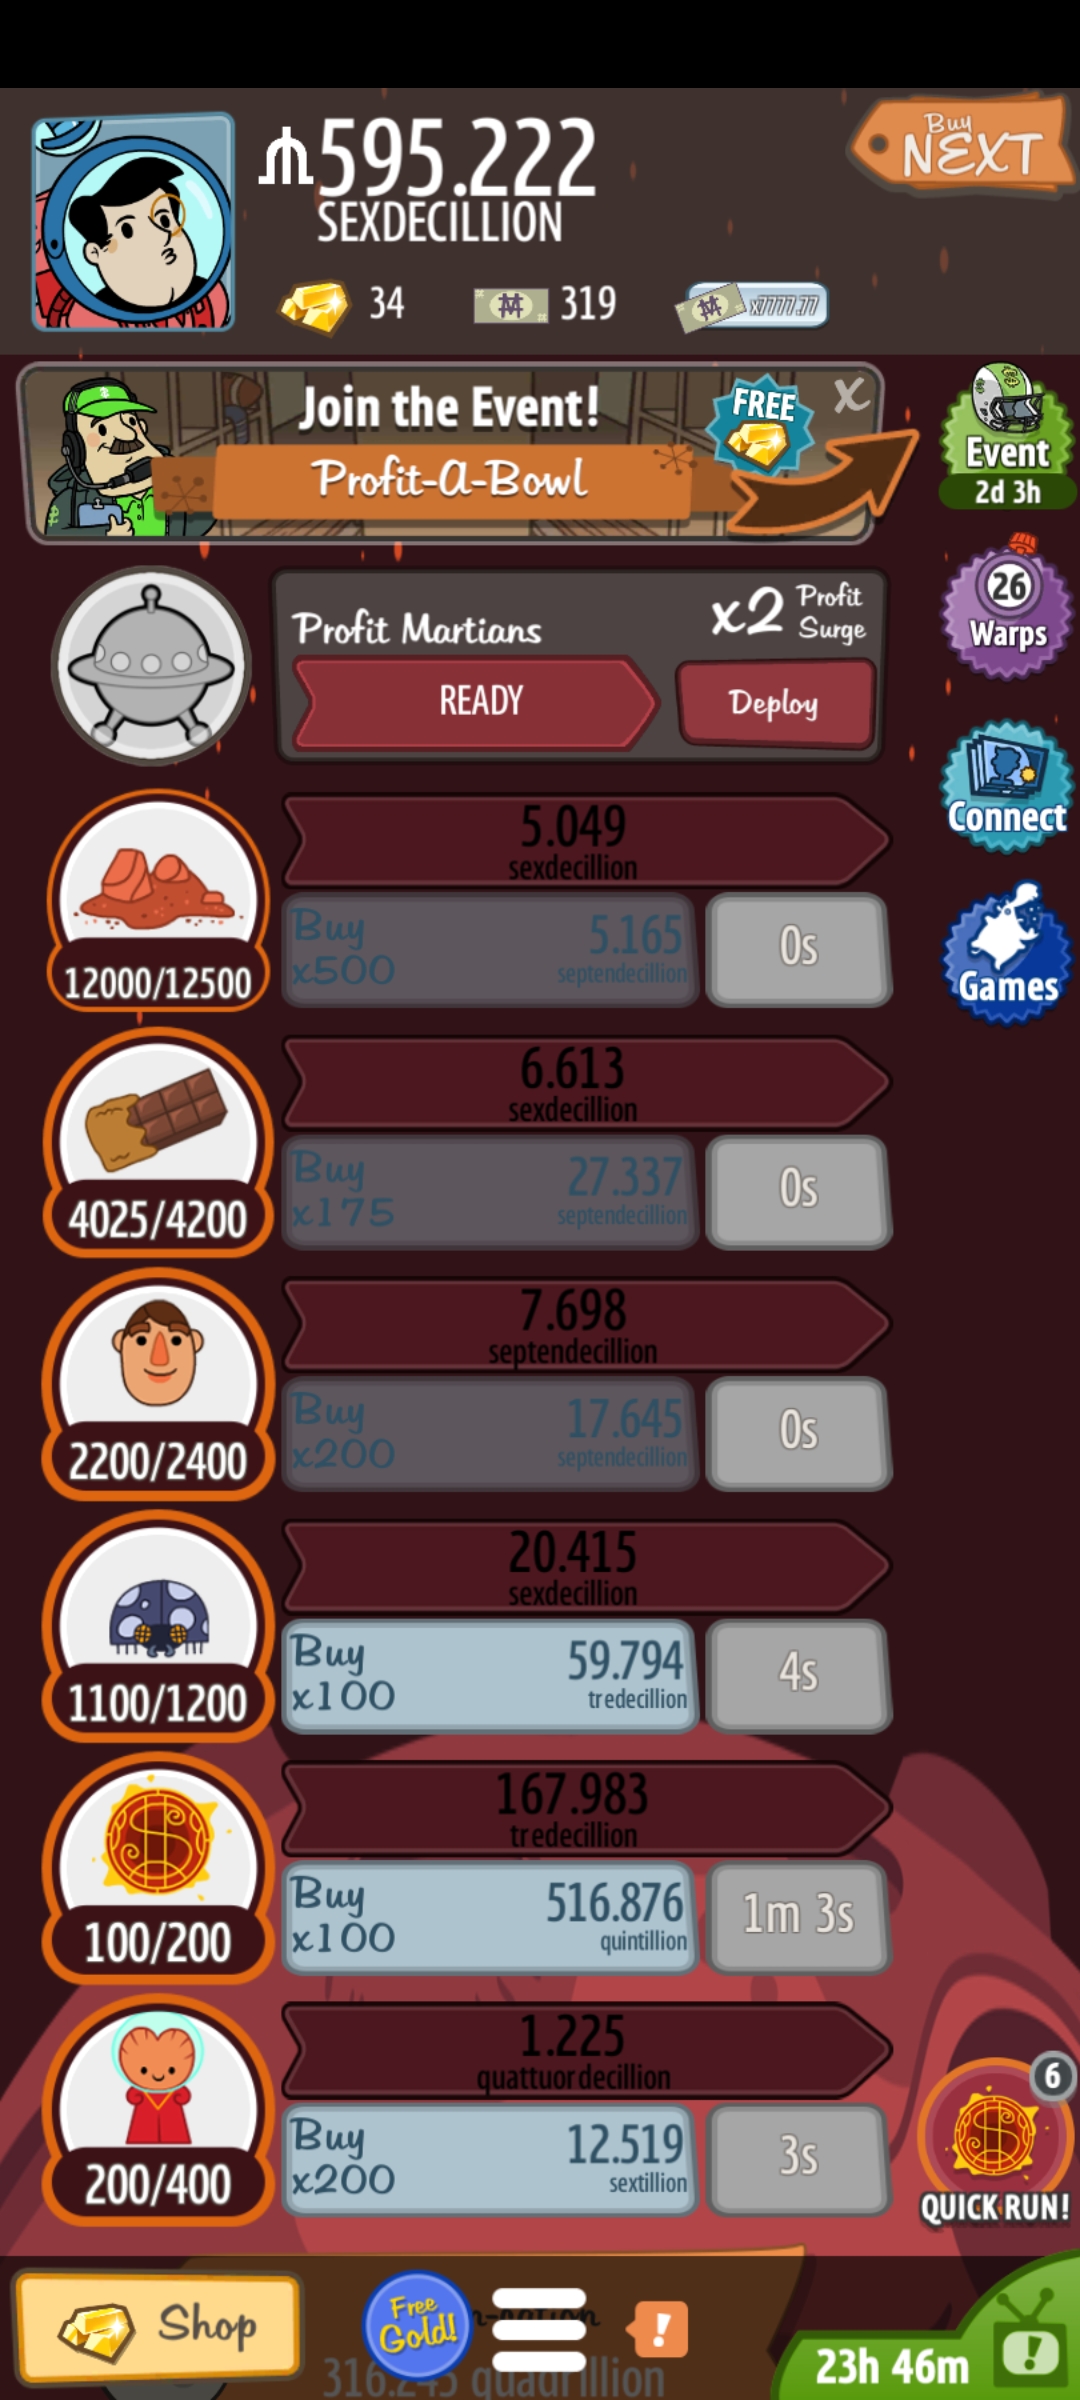 595.222
SEXDECILLION
Buy
NEXT
34
319
x7777.77
Join the Event!
FREE
X
Profit-A-Bowl
Event
2d 3h
Profit Martians
x2 Profit Surge
READY
Deploy
26
Warps
Connect
Games
5.049
sexdecillion
Buy
x500
5.165
septendecillion
0s
12000/12500
6.613
sexdecillion
Buy
x175
27.337
septendecillion
0s
4025/4200
7.698
septendecillion
Buy
x200
17.645
septendecillion
0s
2200/2400
20.415
sexdecillion
Buy
x100
59.794
tredecillion
4s
1100/1200
167.983
tredecillion
Buy
x100
516.876
quintillion
1m 3s
100/200
1.225
quattuordecillion
Buy
x200
12.519
sextillion
3s
200/400
6
QUICK RUN!
Shop
Free
Gold!
!
316.245 quadrillion
23h 46m
!